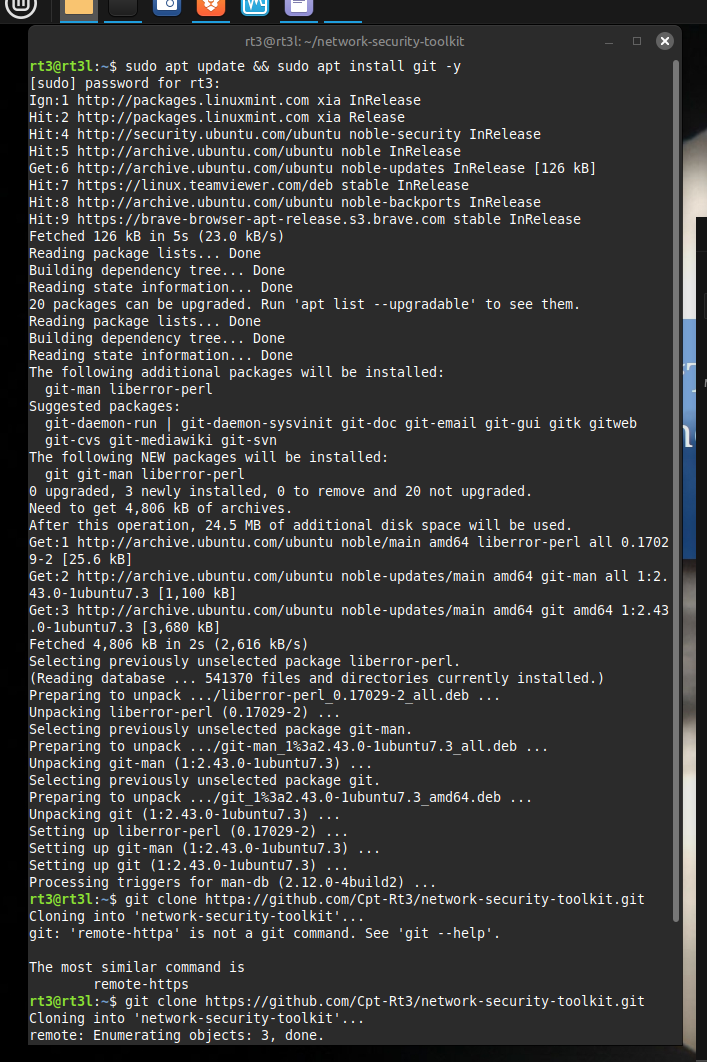 rt3@rt3l: ~/network-security-toolkit
rt3@rt3l:~$ sudo apt update && sudo apt install git -y
[sudo] password for rt3:
Ign:1 http://packages.linuxmint.com xia InRelease
Hit:2 http://packages.linuxmint.com xia Release
Hit:4 http://security.ubuntu.com/ubuntu noble-security InRelease
Hit:5 http://archive.ubuntu.com/ubuntu noble InRelease
Get:6 http://archive.ubuntu.com/ubuntu noble-updates InRelease [126 kB]
Hit:7 https://linux.teamviewer.com/deb stable InRelease
Hit:8 http://archive.ubuntu.com/ubuntu noble-backports InRelease
Hit:9 https://brave-browser-apt-release.s3.brave.com stable InRelease
Fetched 126 kB in 5s (23.0 kB/s)
Reading package lists... Done
Building dependency tree... Done
Reading state information... Done
20 packages can be upgraded. Run 'apt list --upgradable' to see them.
Reading package lists... Done
Building dependency tree... Done
Reading state information... Done
The following additional packages will be installed:
  git-man liberror-perl
Suggested packages:
  git-daemon-run | git-daemon-sysvinit git-doc git-email git-gui gitk gitweb
  git-cvs git-mediawiki git-svn
The following NEW packages will be installed:
  git git-man liberror-perl
0 upgraded, 3 newly installed, 0 to remove and 20 not upgraded.
Need to get 4,806 kB of archives.
After this operation, 24.5 MB of additional disk space will be used.
Get:1 http://archive.ubuntu.com/ubuntu noble/main amd64 liberror-perl all 0.1702
9-2 [25.6 kB]
Get:2 http://archive.ubuntu.com/ubuntu noble-updates/main amd64 git-man all 1:2.
43.0-1ubuntu7.3 [1,100 kB]
Get:3 http://archive.ubuntu.com/ubuntu noble-updates/main amd64 git amd64 1:2.43
.0-1ubuntu7.3 [3,680 kB]
Fetched 4,806 kB in 2s (2,616 kB/s)
Selecting previously unselected package liberror-perl.
(Reading database ... 541370 files and directories currently installed.)
Preparing to unpack .../liberror-perl_0.17029-2_all.deb ...
Unpacking liberror-perl (0.17029-2) ...
Selecting previously unselected package git-man.
Preparing to unpack .../git-man_1%3a2.43.0-1ubuntu7.3_all.deb ...
Unpacking git-man (1:2.43.0-1ubuntu7.3) ...
Selecting previously unselected package git.
Preparing to unpack .../git_1%3a2.43.0-1ubuntu7.3_amd64.deb ...
Unpacking git (1:2.43.0-1ubuntu7.3) ...
Setting up liberror-perl (0.17029-2) ...
Setting up git-man (1:2.43.0-1ubuntu7.3) ...
Setting up git (1:2.43.0-1ubuntu7.3) ...
Processing triggers for man-db (2.12.0-4build2) ...
rt3@rt3l:~$ git clone httpa://github.com/Cpt-Rt3/network-security-toolkit.git
Cloning into 'network-security-toolkit'...
git: 'remote-httpa' is not a git command. See 'git --help'.

The most similar command is
        remote-https
rt3@rt3l:~$ git clone https://github.com/Cpt-Rt3/network-security-toolkit.git
Cloning into 'network-security-toolkit'...
remote: Enumerating objects: 3, done.